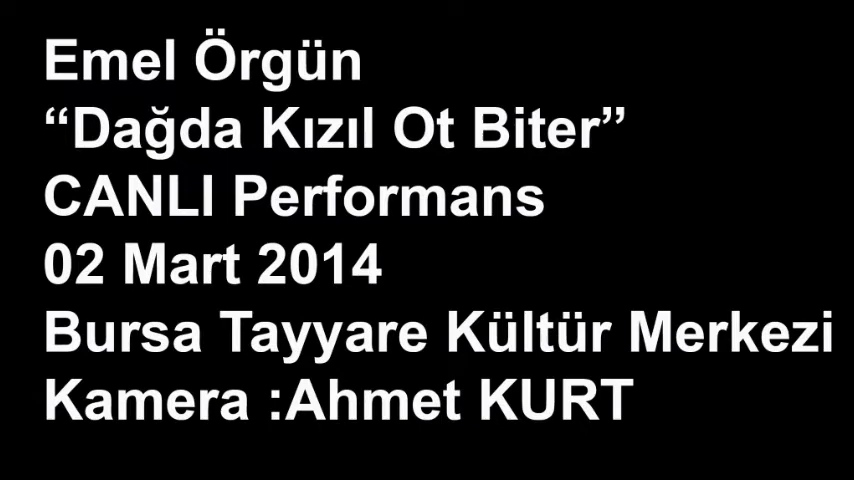 Emel Örgün
“Dağda Kızıl Ot Biter”
CANLI Performans
02 Mart 2014
Bursa Tayyare Kültür Merkezi
Kamera :Ahmet KURT